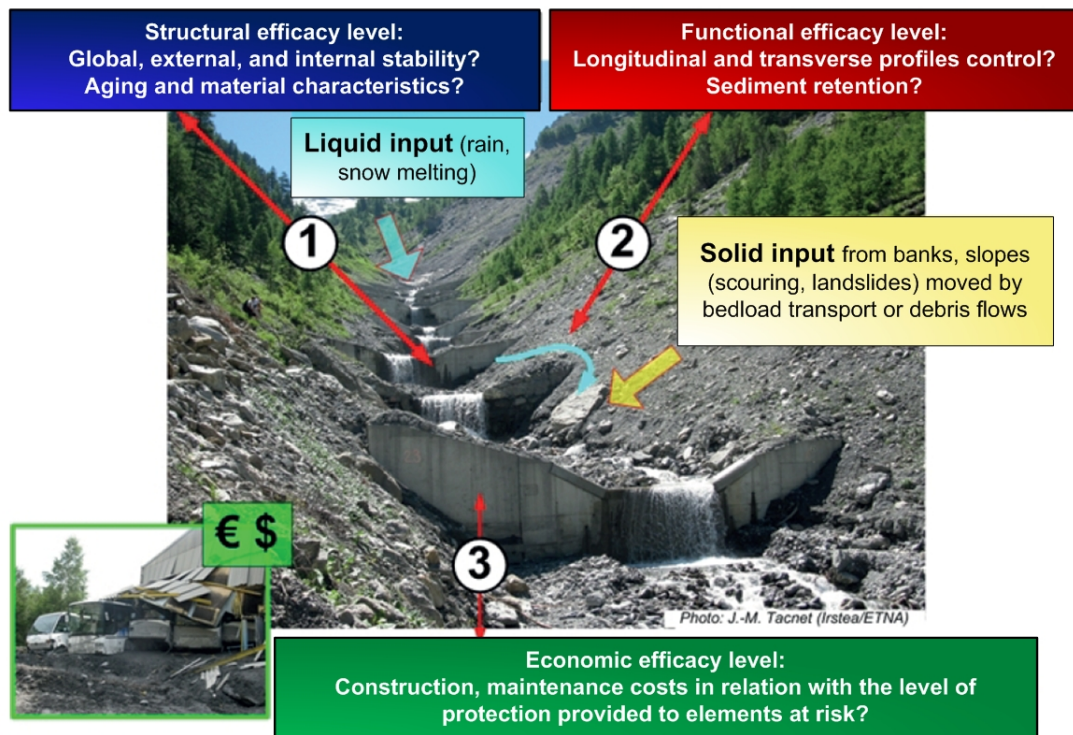 Structural efficacy level:
Global, external, and internal stability?
Aging and material characteristics?
Functional efficacy level:
Longitudinal and transverse profiles control?
Sediment retention?
Liquid input (rain,
snow melting)
1
2
Solid input from banks, slopes
(scouring, landslides) moved by
bedload transport or debris flows
€ $
3
Photo: J.-M. Tacnet (Irstea/ETNA)
Economic efficacy level:
Construction, maintenance costs in relation with the level of
protection provided to elements at risk?